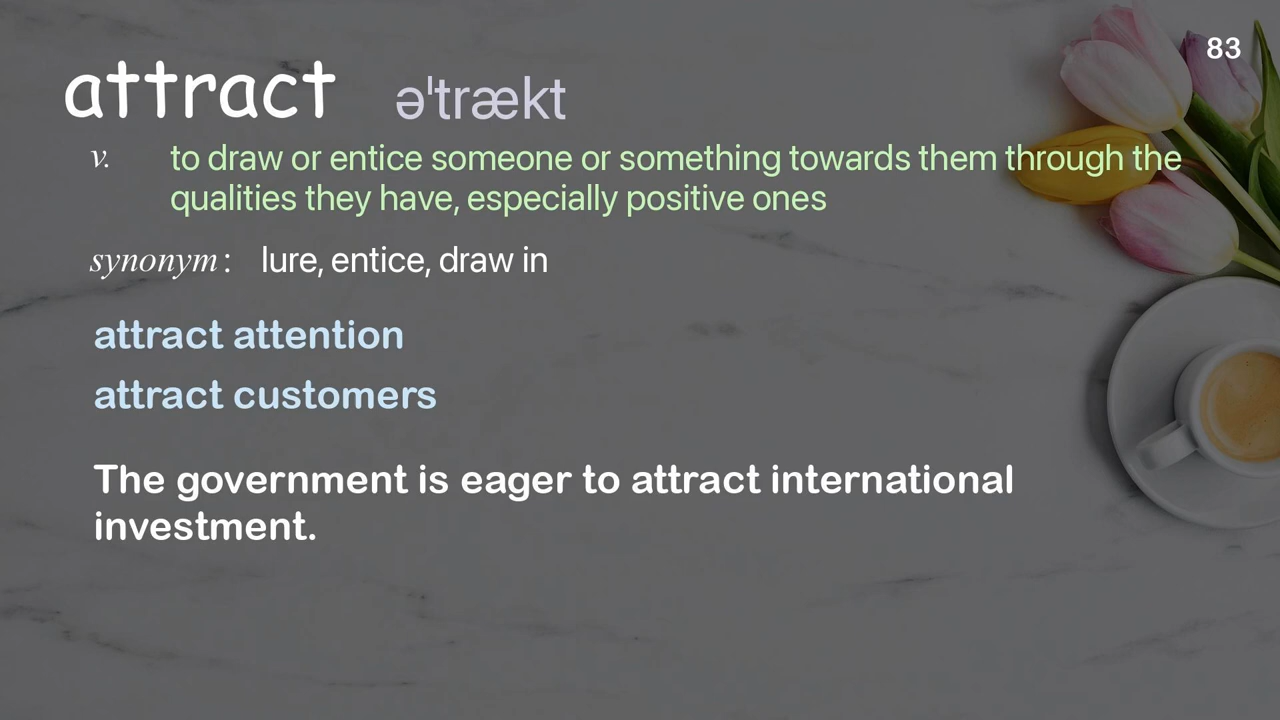 83
attract əˈtrækt
v. to draw or entice someone or something towards them through the
qualities they have, especially positive ones
synonym: lure, entice, draw in
attract attention
attract customers
The government is eager to attract international
investment.